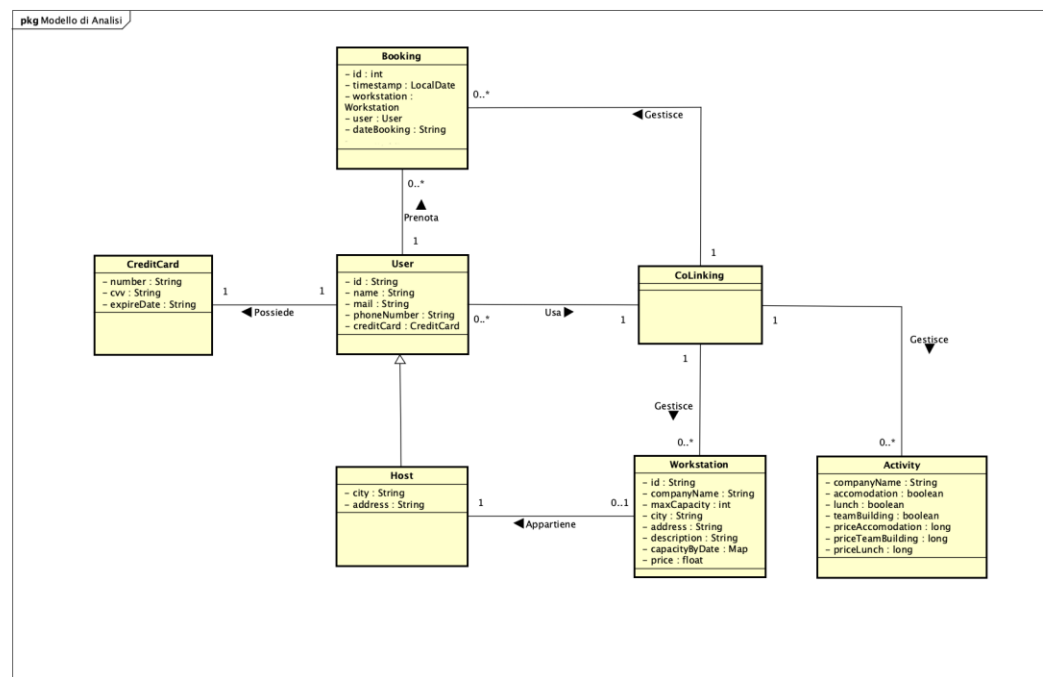 pkg Modello di Analisi
Booking
- id : int
- timestamp : LocalDate
- workstation :
Workstation
- user : User
- dateBooking : String
0..*
Gestisce
0..*
Prenota
1
1
CreditCard
- number : String
- cvv : String
- expireDate : String
1
1
Possiede
User
- id : String
- name : String
- mail : String
- phoneNumber : String
- creditCard : CreditCard
0..*
Usa
1
CoLinking
1
Gestisce
1
Gestisce
0..*
0..*
Host
- city : String
- address : String
1
0..1
Appartiene
Workstation
- id : String
- companyName : String
- maxCapacity : int
- city : String
- address : String
- description : String
- capacityByDate : Map
- price : float
Activity
- companyName : String
- accomodation : boolean
- lunch : boolean
- teamBuilding : boolean
- priceAccomodation : long
- priceTeamBuilding : long
- priceLunch : long